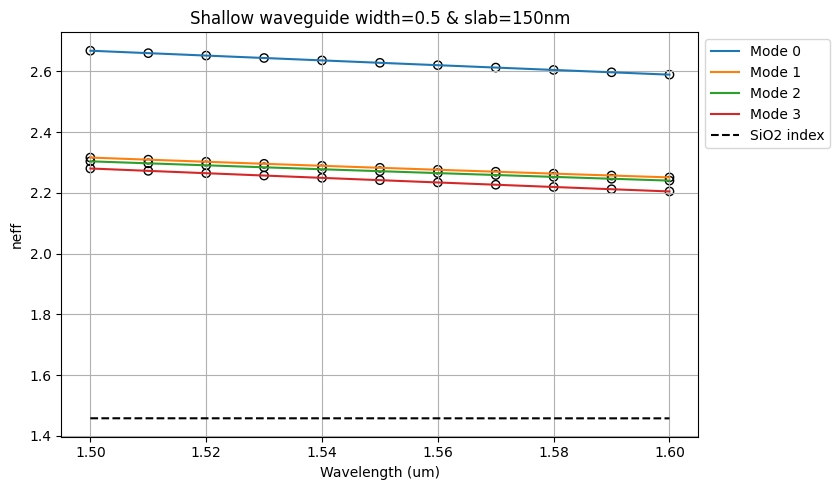 Shallow waveguide width=0.5 & slab=150nm
Mode 0
Mode 1
Mode 2
Mode 3
SiO2 index
neff
2.6
2.4
2.2
2.0
1.8
1.6
1.4
1.50
1.52
1.54
1.56
1.58
1.60
Wavelength (um)